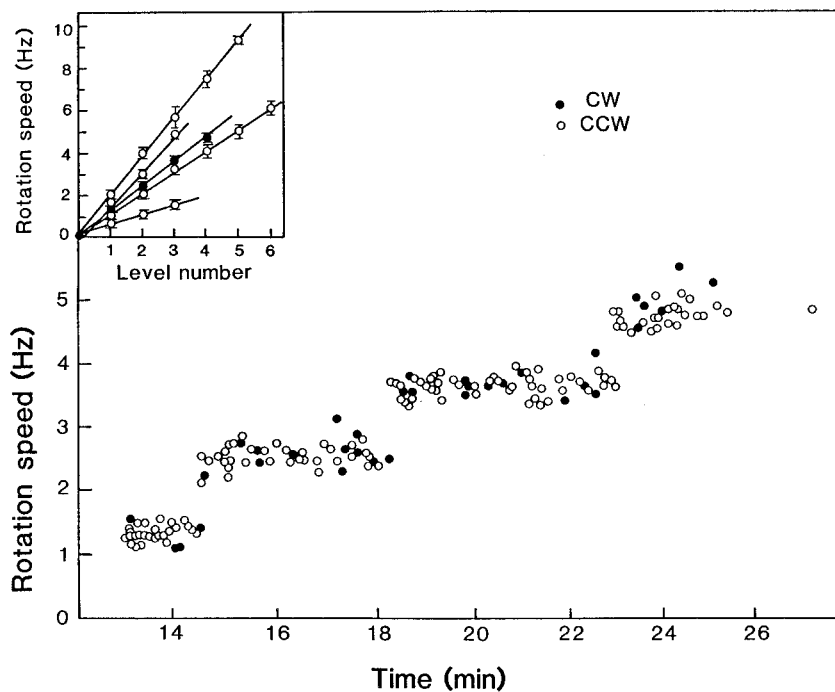 10
8
6
4
2
0
Rotation speed (Hz)
1 2 3 4 5 6
Level number
CW
CCW
5
4
3
2
1
0
Rotation speed (Hz)
14 16 18 20 22 24 26
Time (min)